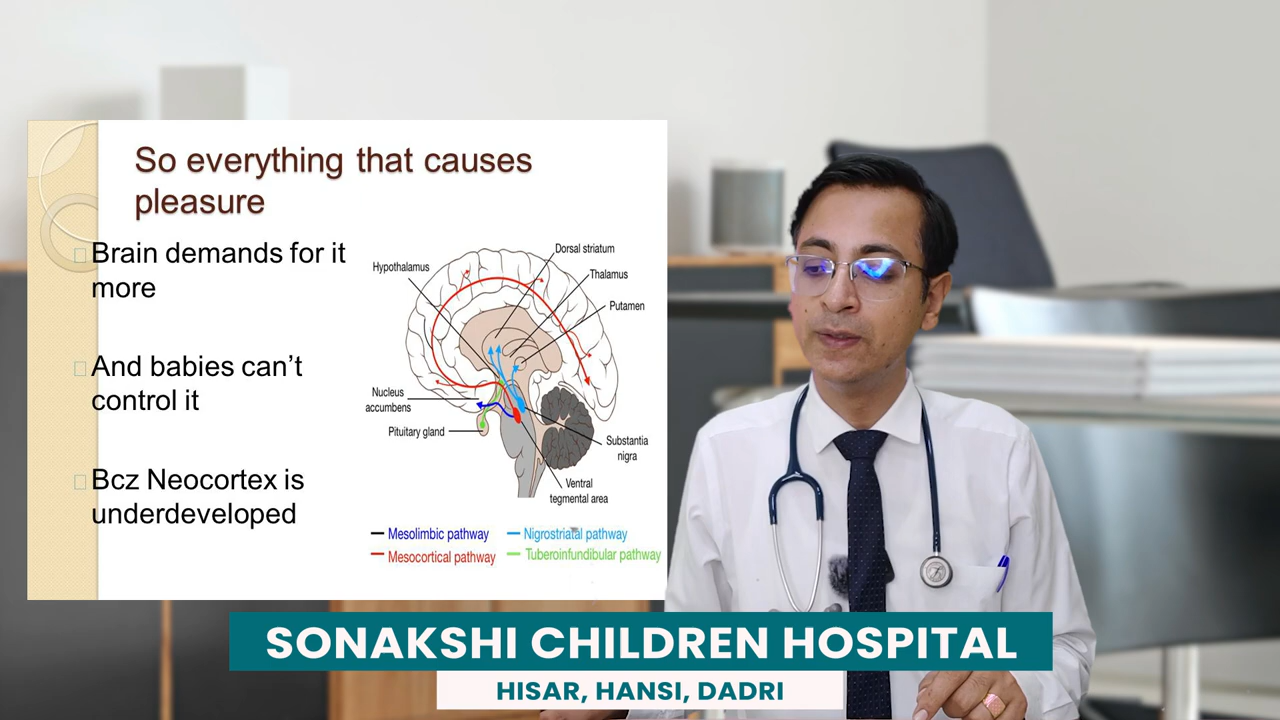 So everything that causes
pleasure
Brain demands for it
more
And babies can’t
control it
Bcz Neocortex is
underdeveloped
Dorsal striatum
Hypothalamus
Thalamus
Putamen
Nucleus
accumbens
Pituitary gland
Substantia
nigra
Ventral
tegmental area
Mesolimbic pathway
Nigrostriatal pathway
Mesocortical pathway
Tuberoinfundibular pathway
SONAKSHI CHILDREN HOSPITAL
HISAR, HANSI, DADRI